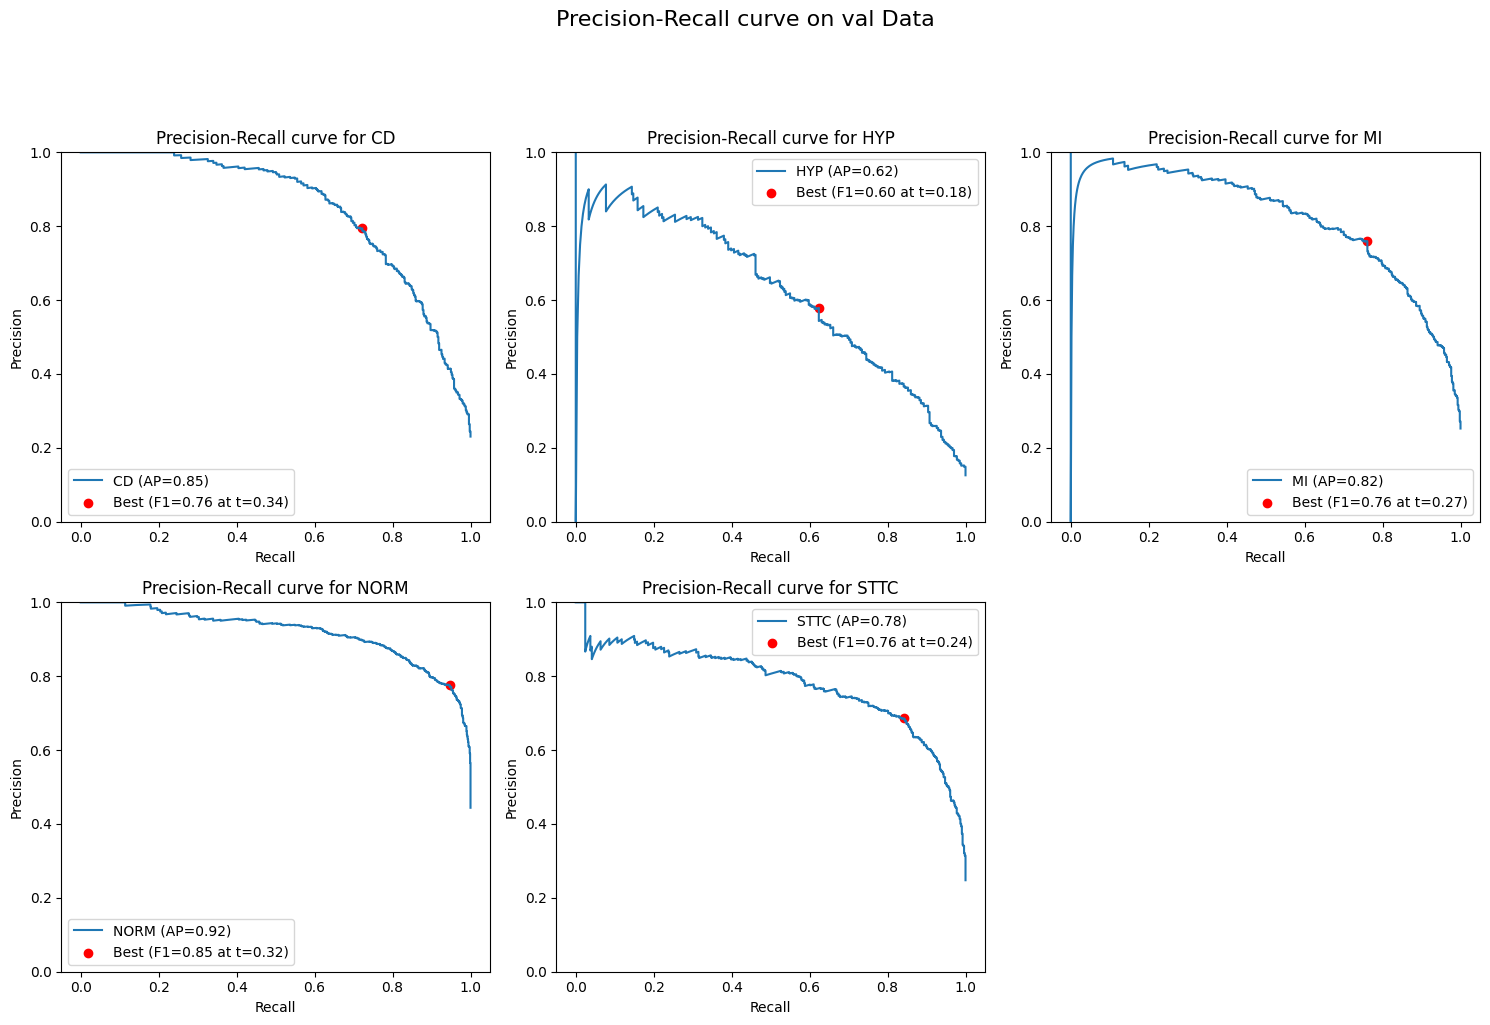 Precision-Recall curve on val Data
Precision-Recall curve for CD
1.0
0.8
0.6
0.4
0.2
0.0
Precision
CD (AP=0.85)
Best (F1=0.76 at t=0.34)
0.0 0.2 0.4 0.6 0.8 1.0
Recall
Precision-Recall curve for HYP
1.0
0.8
0.6
0.4
0.2
0.0
Precision
HYP (AP=0.62)
Best (F1=0.60 at t=0.18)
0.0 0.2 0.4 0.6 0.8 1.0
Recall
Precision-Recall curve for MI
1.0
0.8
0.6
0.4
0.2
0.0
Precision
MI (AP=0.82)
Best (F1=0.76 at t=0.27)
0.0 0.2 0.4 0.6 0.8 1.0
Recall
Precision-Recall curve for NORM
1.0
0.8
0.6
0.4
0.2
0.0
Precision
NORM (AP=0.92)
Best (F1=0.85 at t=0.32)
0.0 0.2 0.4 0.6 0.8 1.0
Recall
Precision-Recall curve for STTC
1.0
0.8
0.6
0.4
0.2
0.0
Precision
STTC (AP=0.78)
Best (F1=0.76 at t=0.24)
0.0 0.2 0.4 0.6 0.8 1.0
Recall